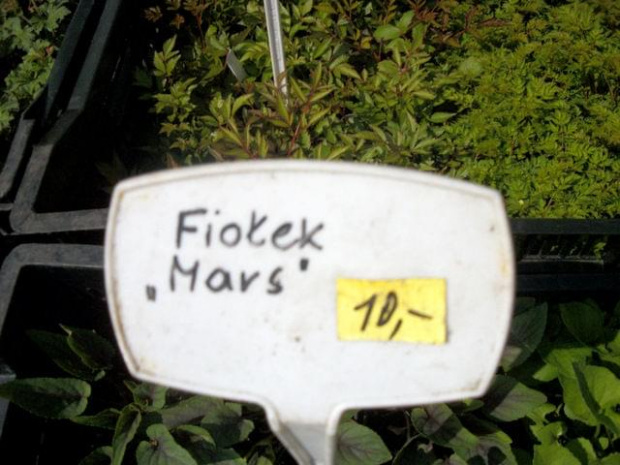 Fiołek
„Mars"
10,-